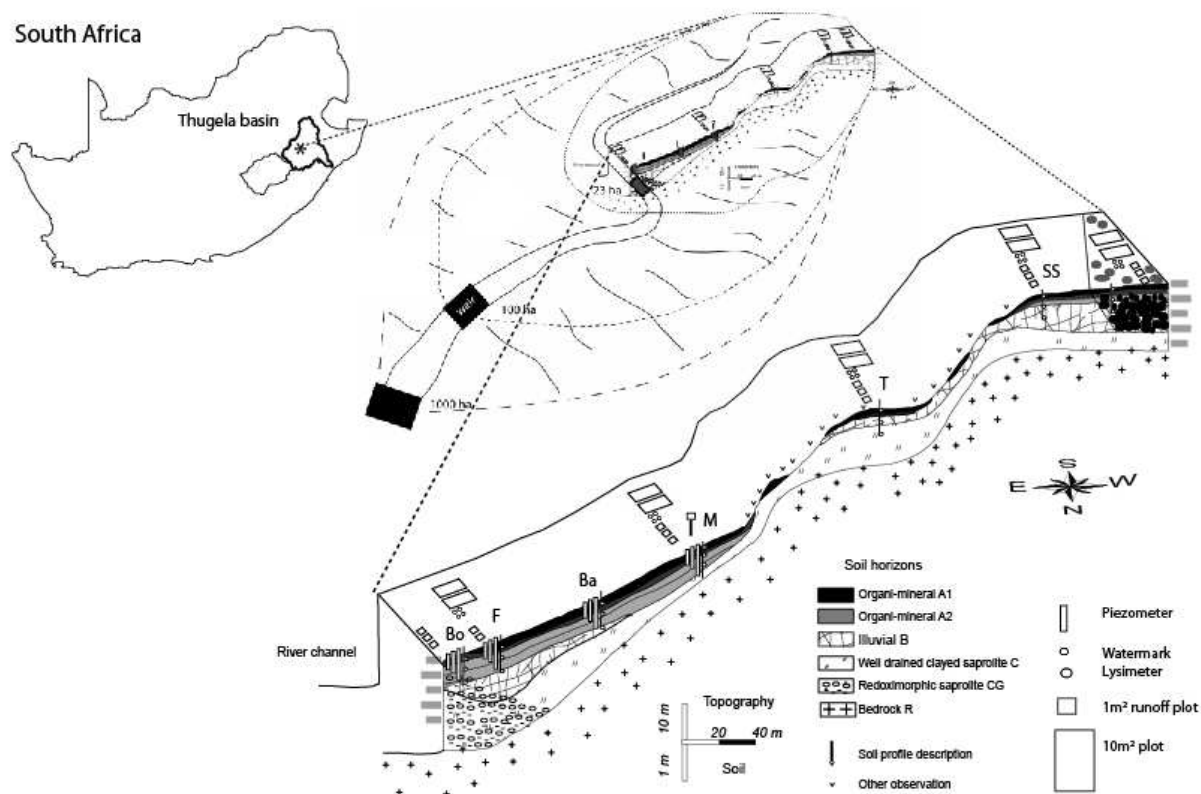 South Africa
Thugela basin
23 ha
weir
100 ha
1000 ha
SS
T
S
E
W
N
M
Ba
F
Bo
River channel
Topography
10 m
1 m
20
40 m
Soil
Soil horizons
Organi-mineral A1
Organi-mineral A2
Illuvial B
Well drained clayed saprolite C
Redoximorphic saprolite CG
Bedrock R
Soil profile description
Other observation
Piezometer
Watermark
Lysimeter
1m² runoff plot
10m² plot